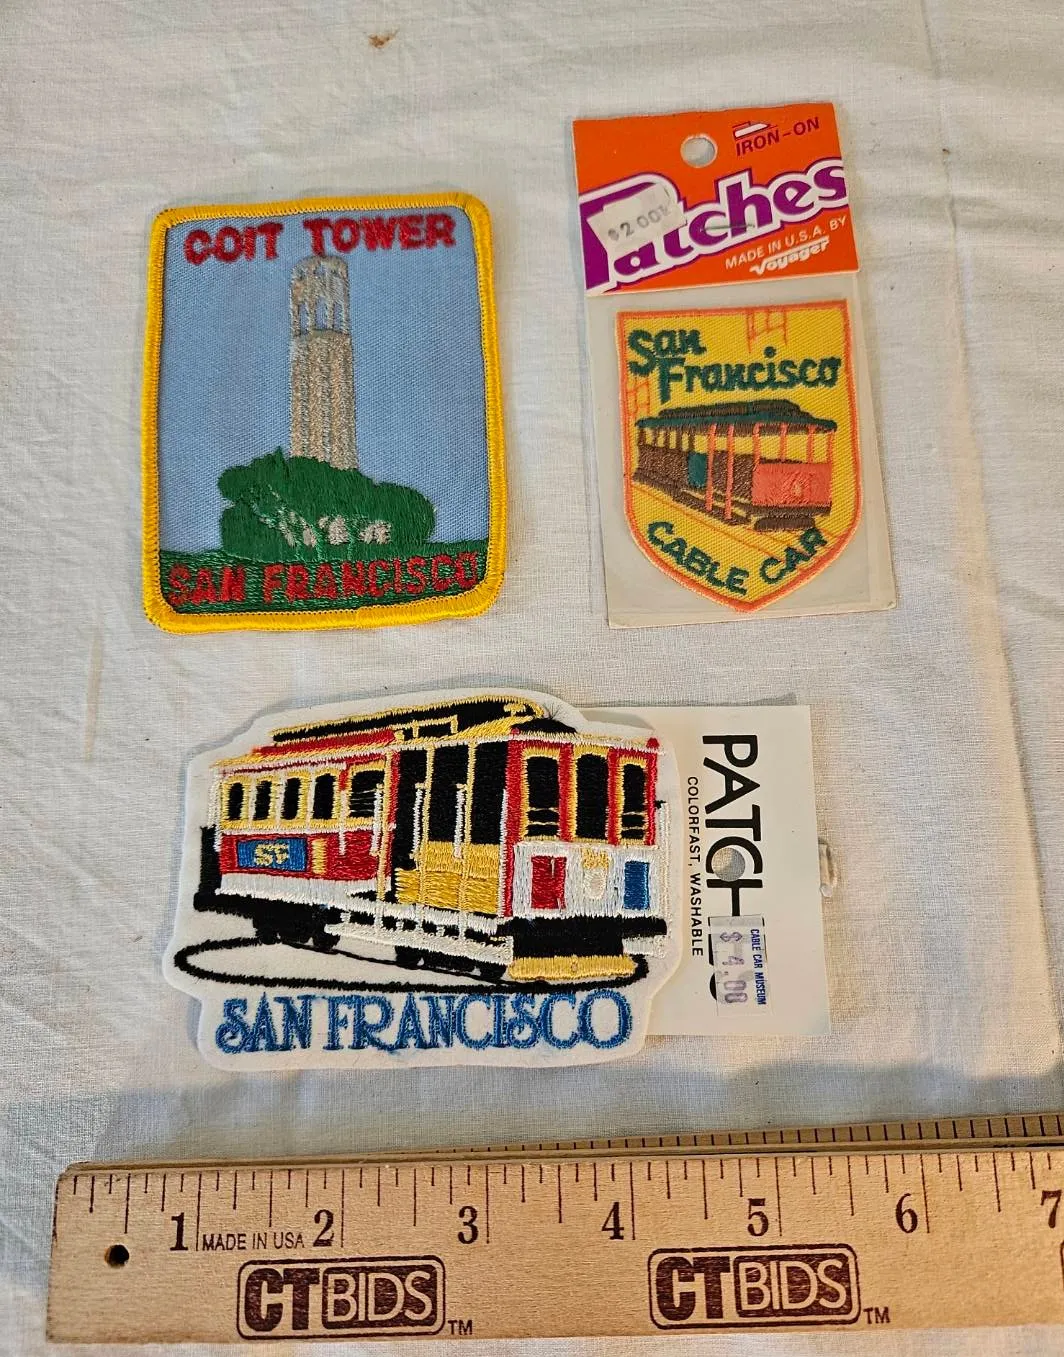 COIT TOWER
SAN FRANCISCO
IRON-ON
Patches
$2.00
MADE IN U.S.A. BY
Voyager
San
Francisco
CABLE CAR
SF
SAN FRANCISCO
COLORFAST, WASHABLE
CABLE CAR MUSEUM
$4.00
1 2 3 4 5 6 7
MADE IN USA
CTBIDS TM CTBIDS TM